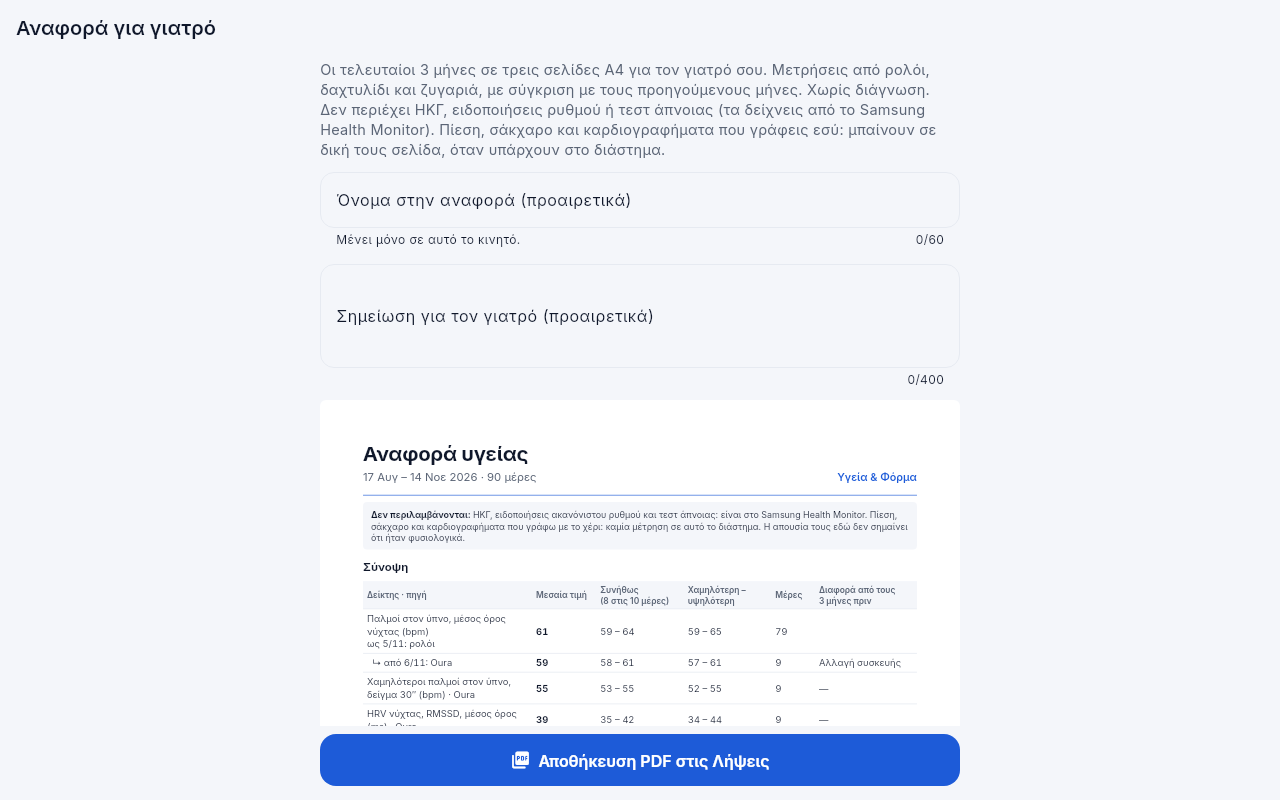 Αναφορά για γιατρό
Οι τελευταίοι 3 μήνες σε τρεις σελίδες A4 για τον γιατρό σου. Μετρήσεις από ρολόι,
δαχτυλίδι και ζυγαριά, με σύγκριση με τους προηγούμενους μήνες. Χωρίς διάγνωση.
Δεν περιέχει ΗΚΓ, ειδοποιήσεις ρυθμού ή τεστ άπνοιας (τα δείχνεις από το Samsung
Health Monitor). Πίεση, σάκχαρο και καρδιογραφήματα που γράφεις εσύ: μπαίνουν σε
δική τους σελίδα, όταν υπάρχουν στο διάστημα.
Όνομα στην αναφορά (προαιρετικά)
Μένει μόνο σε αυτό το κινητό. 0/60
Σημείωση για τον γιατρό (προαιρετικά)
0/400
Αναφορά υγείας
17 Αυγ – 14 Νοε 2026 · 90 μέρες Υγεία & Φόρμα
Δεν περιλαμβάνονται: ΗΚΓ, ειδοποιήσεις ακανόνιστου ρυθμού και τεστ άπνοιας: είναι στο Samsung Health Monitor. Πίεση,
σάκχαρο και καρδιογραφήματα που γράφω με το χέρι: καμία μέτρηση σε αυτό το διάστημα. Η απουσία τους εδώ δεν σημαίνει
ότι ήταν φυσιολογικά.
Σύνοψη
Δείκτης · πηγή Μεσαία τιμή Συνήθως (8 στις 10 μέρες) Χαμηλότερη – υψηλότερη Μέρες Διαφορά από τους 3 μήνες πριν
Παλμοί στον ύπνο, μέσος όρος
νύχτας (bpm) 61 59 – 64 59 – 65 79
ως 5/11: ρολόι
↳ από 6/11: Oura 59 58 – 61 57 – 61 9 Αλλαγή συσκευής
Χαμηλότεροι παλμοί στον ύπνο,
δείγμα 30″ (bpm) · Oura 55 53 – 55 52 – 55 9 —
HRV νύχτας, RMSSD, μέσος όρος 39 35 – 42 34 – 44 9 —
Αποθήκευση PDF στις Λήψεις